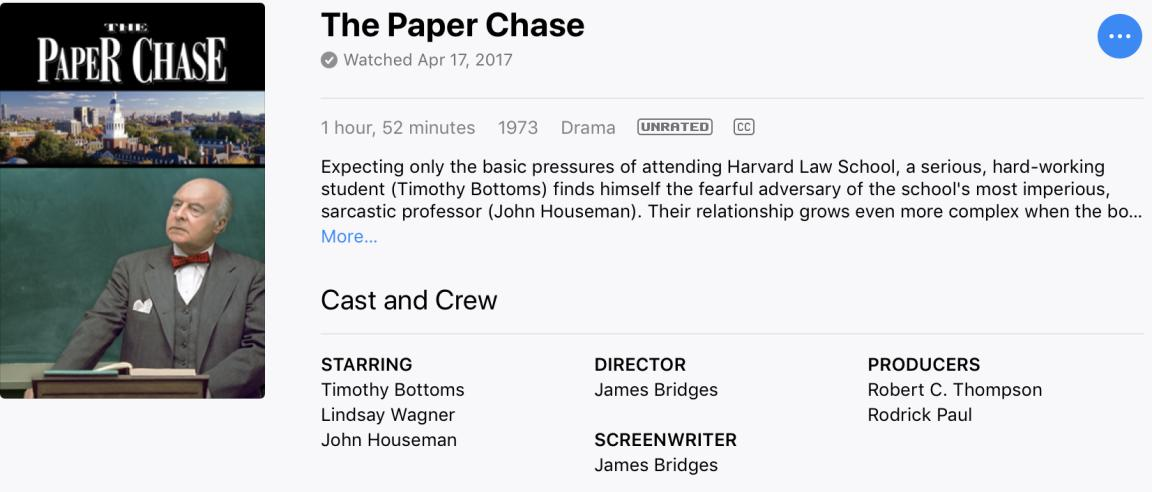 THE
PAPER CHASE
The Paper Chase
Watched Apr 17, 2017
1 hour, 52 minutes 1973 Drama UNRATED CC
Expecting only the basic pressures of attending Harvard Law School, a serious, hard-working
student (Timothy Bottoms) finds himself the fearful adversary of the school's most imperious,
sarcastic professor (John Houseman). Their relationship grows even more complex when the bo...
More...
Cast and Crew
STARRING
Timothy Bottoms
Lindsay Wagner
John Houseman
DIRECTOR
James Bridges
SCREENWRITER
James Bridges
PRODUCERS
Robert C. Thompson
Rodrick Paul